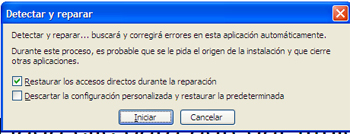 Detectar y reparar
Detectar y reparar... buscará y corregirá errores en esta aplicación automáticamente.
Durante este proceso, es probable que se le pida el origen de la instalación y que cierre
otras aplicaciones.
Restaurar los accesos directos durante la reparación
Descartar la configuración personalizada y restaurar la predeterminada
Iniciar
Cancelar